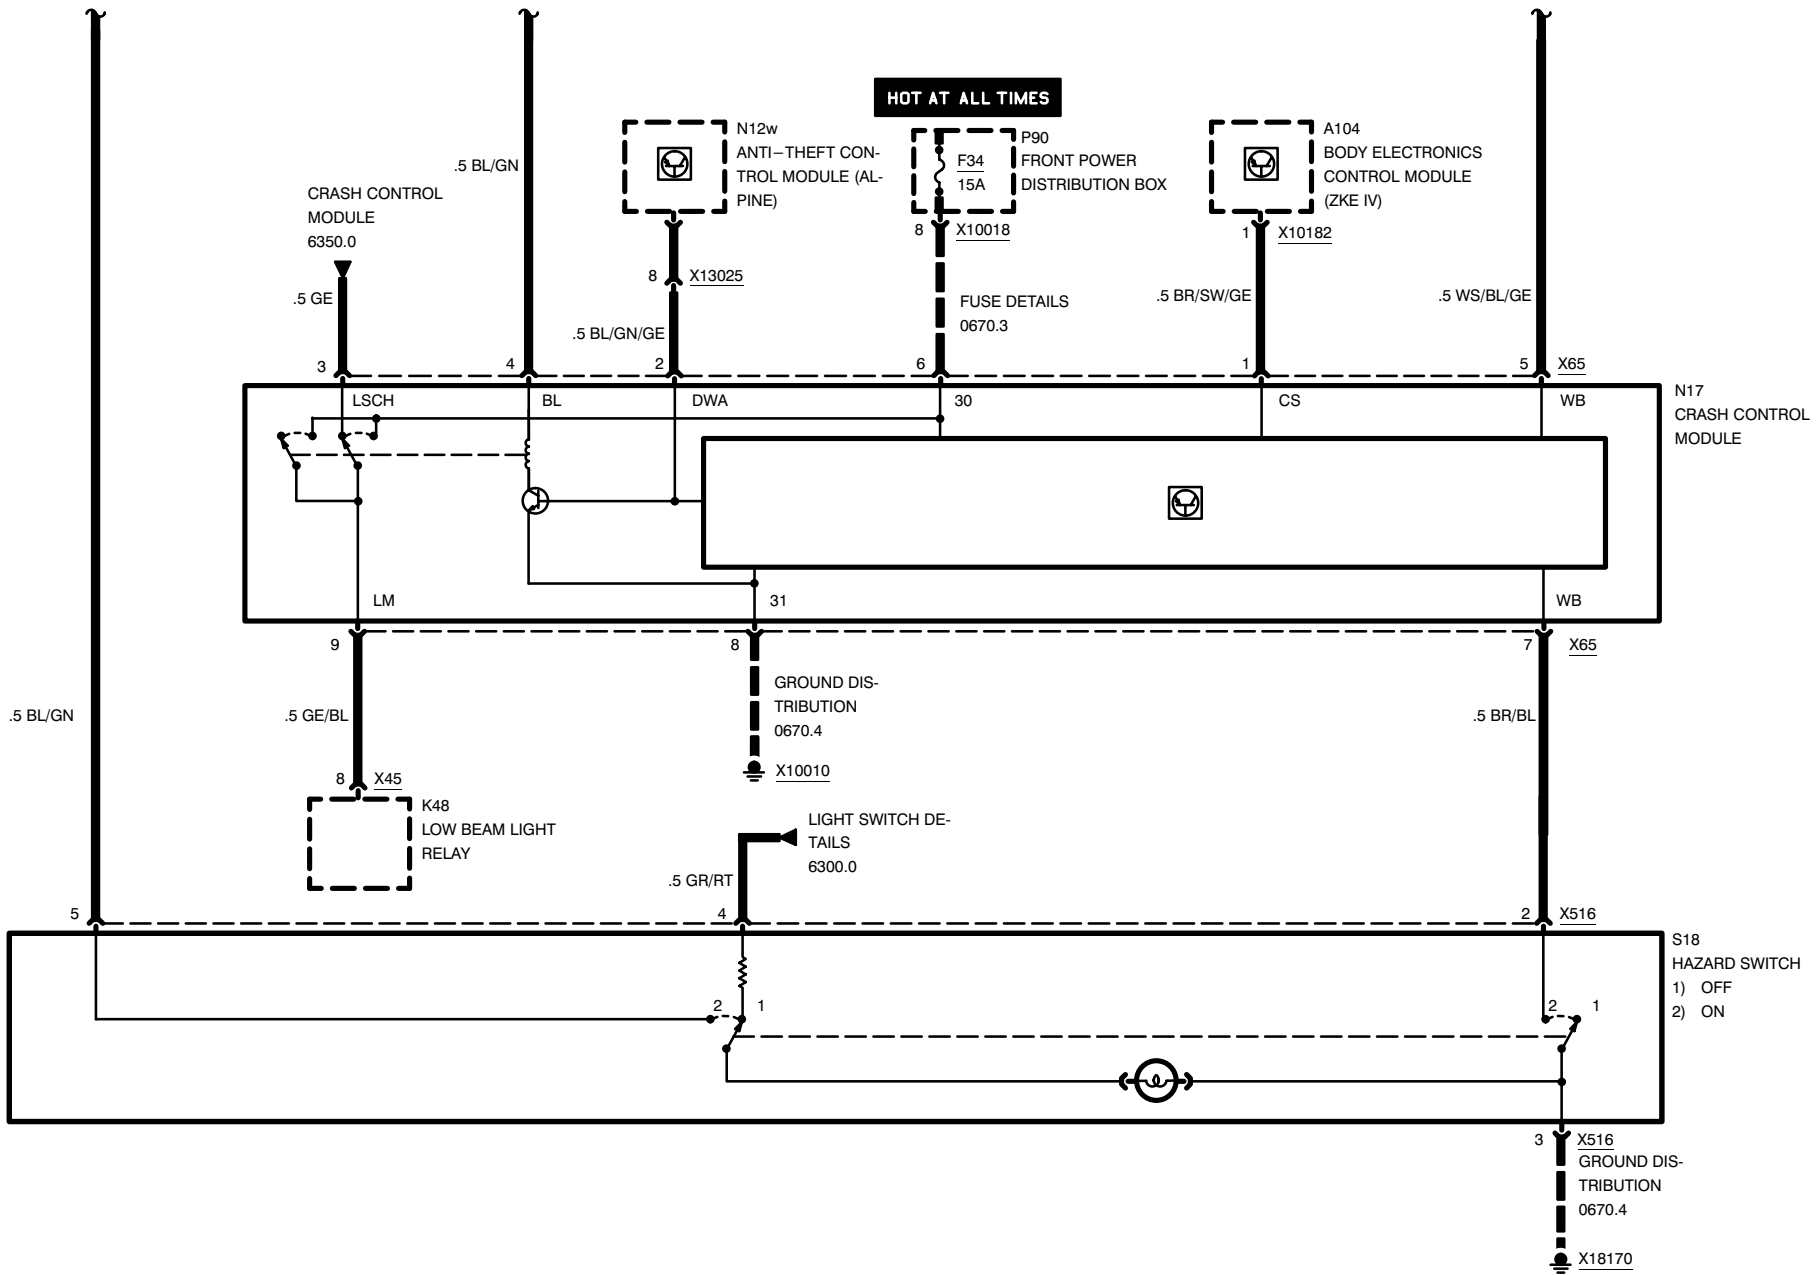 HOT AT ALL TIMES
N12w
ANTI–THEFT CON-
TROL MODULE (AL-
PINE)
F34
15A
P90
FRONT POWER
DISTRIBUTION BOX
A104
BODY ELECTRONICS
CONTROL MODULE
(ZKE IV)
.5 BL/GN
CRASH CONTROL
MODULE
6350.0
8 X10018
1 X10182
8 X13025
.5 GE
.5 BL/GN/GE
FUSE DETAILS
0670.3
.5 BR/SW/GE
.5 WS/BL/GE
3 4 2 6 1 5 X65
LSCH BL DWA 30 CS WB
N17
CRASH CONTROL
MODULE
LM 31 WB
9 8 7 X65
GROUND DIS-
TRIBUTION
0670.4
.5 BL/GN
.5 GE/BL
.5 BR/BL
X10010
8 X45
K48
LOW BEAM LIGHT
RELAY
LIGHT SWITCH DE-
TAILS
6300.0
.5 GR/RT
5 4 2 X516
S18
HAZARD SWITCH
1) OFF
2) ON
2 1 2 1
3 X516
GROUND DIS-
TRIBUTION
0670.4
X18170